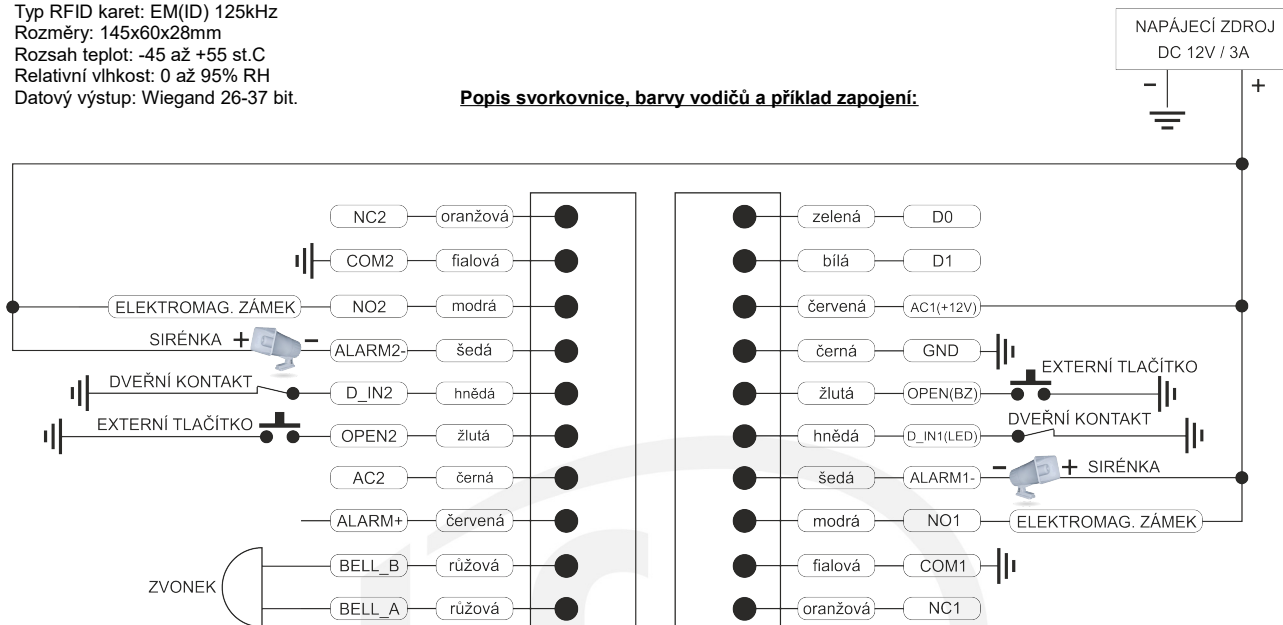 Typ RFID karet: EM(ID) 125kHz
Rozměry: 145x60x28mm
Rozsah teplot: -45 až +55 st.C
Relativní vlhkost: 0 až 95% RH
Datový výstup: Wiegand 26-37 bit.
Popis svorkovnice, barvy vodičů a příklad zapojení:
NAPÁJECÍ ZDROJ
DC 12V / 3A
- +
NC2 oranžová
COM2 fialová
ELEKTROMAG. ZÁMEK NO2 modrá
SIRÉNKA + - ALARM2- šedá
DVEŘNÍ KONTAKT D_IN2 hnědá
EXTERNÍ TLAČÍTKO OPEN2 žlutá
AC2 černá
ALARM+ červená
ZVONEK
BELL_B růžová
BELL_A růžová
zelená D0
bílá D1
červená AC1(+12V)
černá GND
EXTERNÍ TLAČÍTKO
žlutá OPEN(BZ)
DVEŘNÍ KONTAKT
hnědá D_IN1(LED)
šedá ALARM1- - + SIRÉNKA
modrá NO1 ELEKTROMAG. ZÁMEK
fialová COM1
oranžová NC1